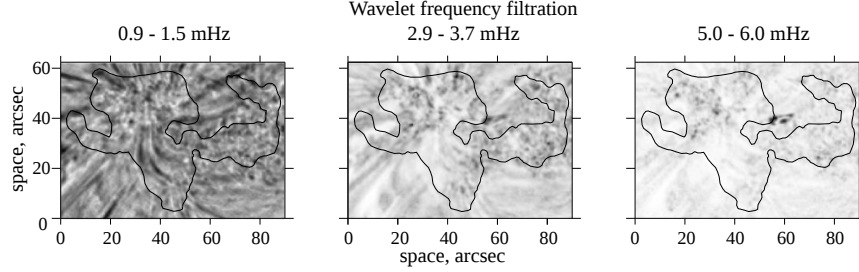 Wavelet frequency filtration
0.9 - 1.5 mHz
2.9 - 3.7 mHz
5.0 - 6.0 mHz
space, arcsec
60
40
20
0
0 20 40 60 80
0 20 40 60 80
0 20 40 60 80
space, arcsec